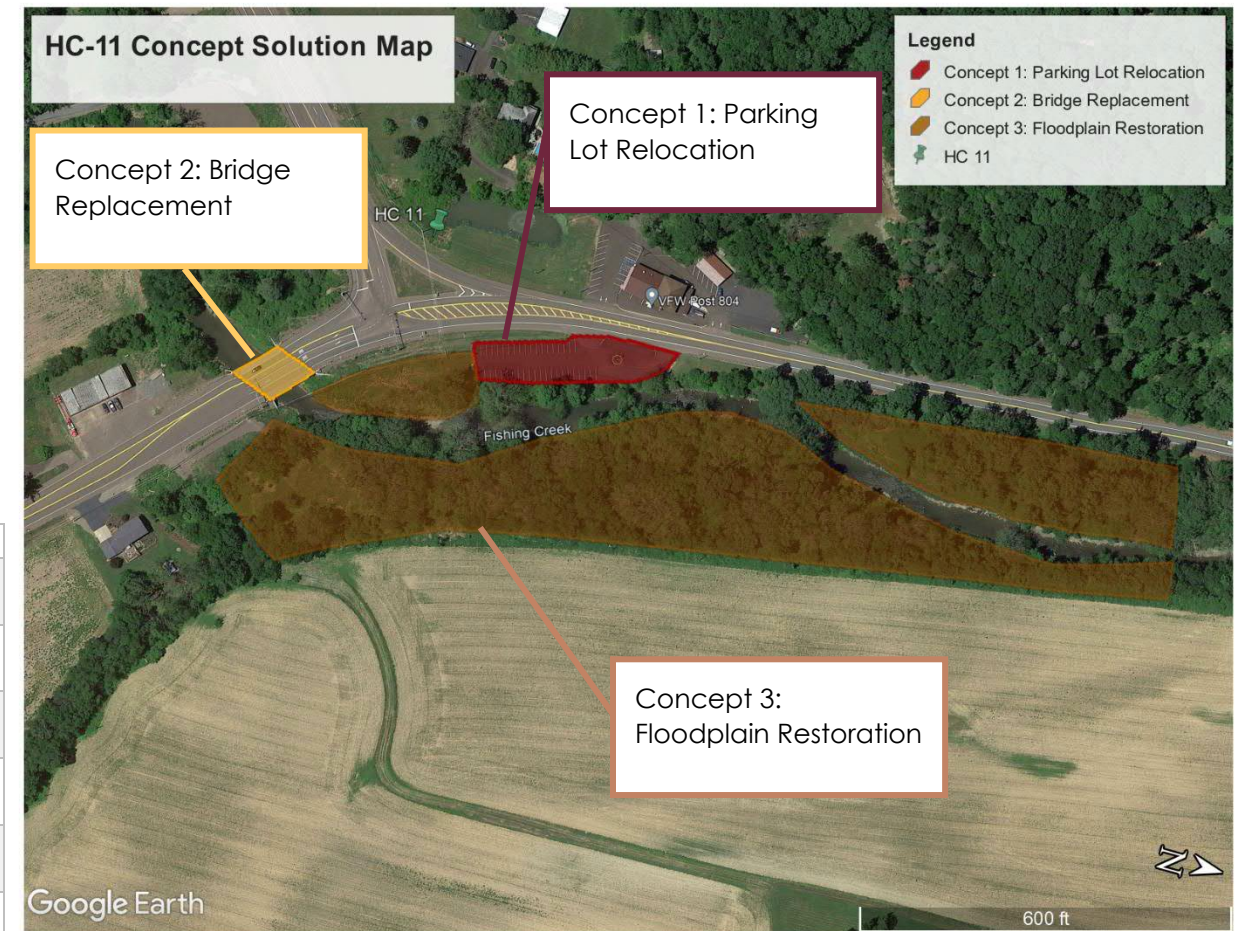 HC-11 Concept Solution Map
Legend
Concept 1: Parking Lot Relocation
Concept 2: Bridge Replacement
Concept 3: Floodplain Restoration
HC 11
Concept 1: Parking
Lot Relocation
Concept 2: Bridge
Replacement
HC 11
VFW Post 804
Fishing Creek
Concept 3:
Floodplain Restoration
N
Google Earth
600 ft